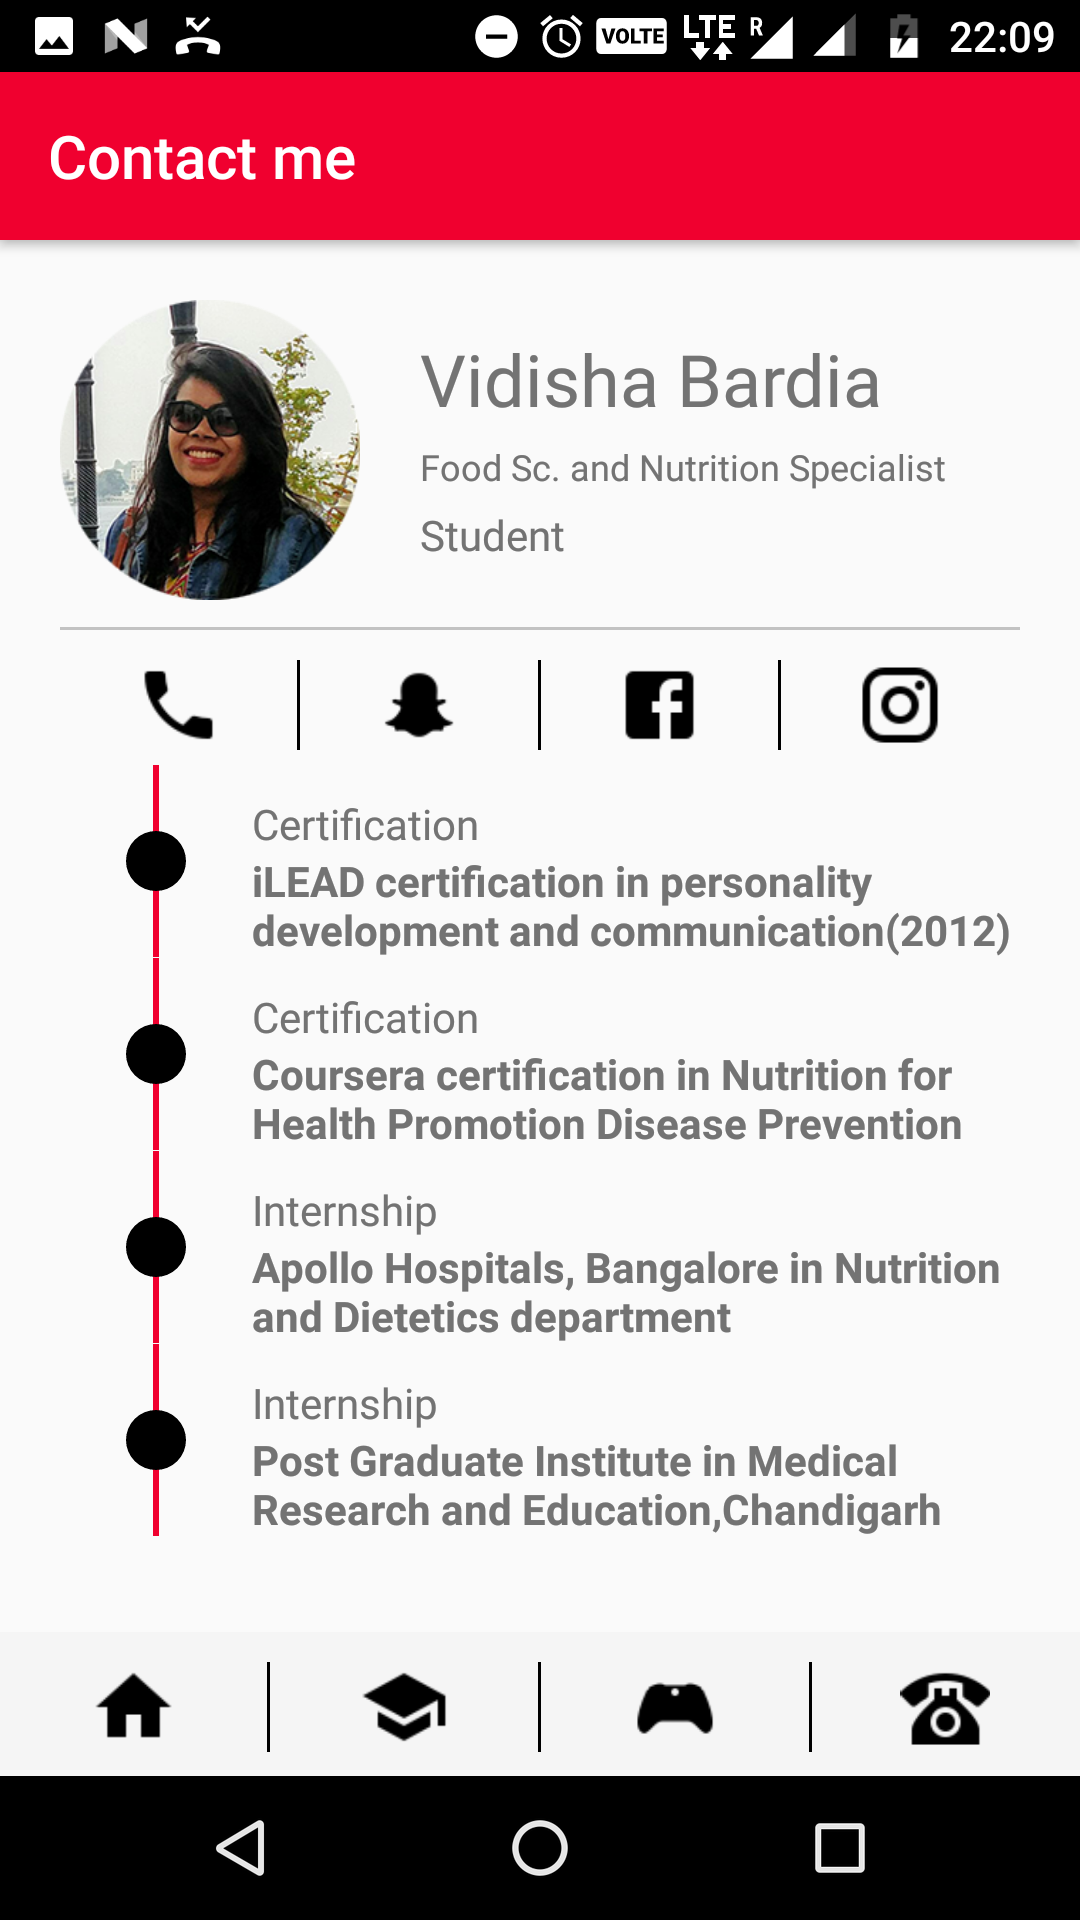 VOLTE LTE R 22:09
Contact me
Vidisha Bardia
Food Sc. and Nutrition Specialist
Student
Certification
iLEAD certification in personality
development and communication(2012)
Certification
Coursera certification in Nutrition for
Health Promotion Disease Prevention
Internship
Apollo Hospitals, Bangalore in Nutrition
and Dietetics department
Internship
Post Graduate Institute in Medical
Research and Education,Chandigarh